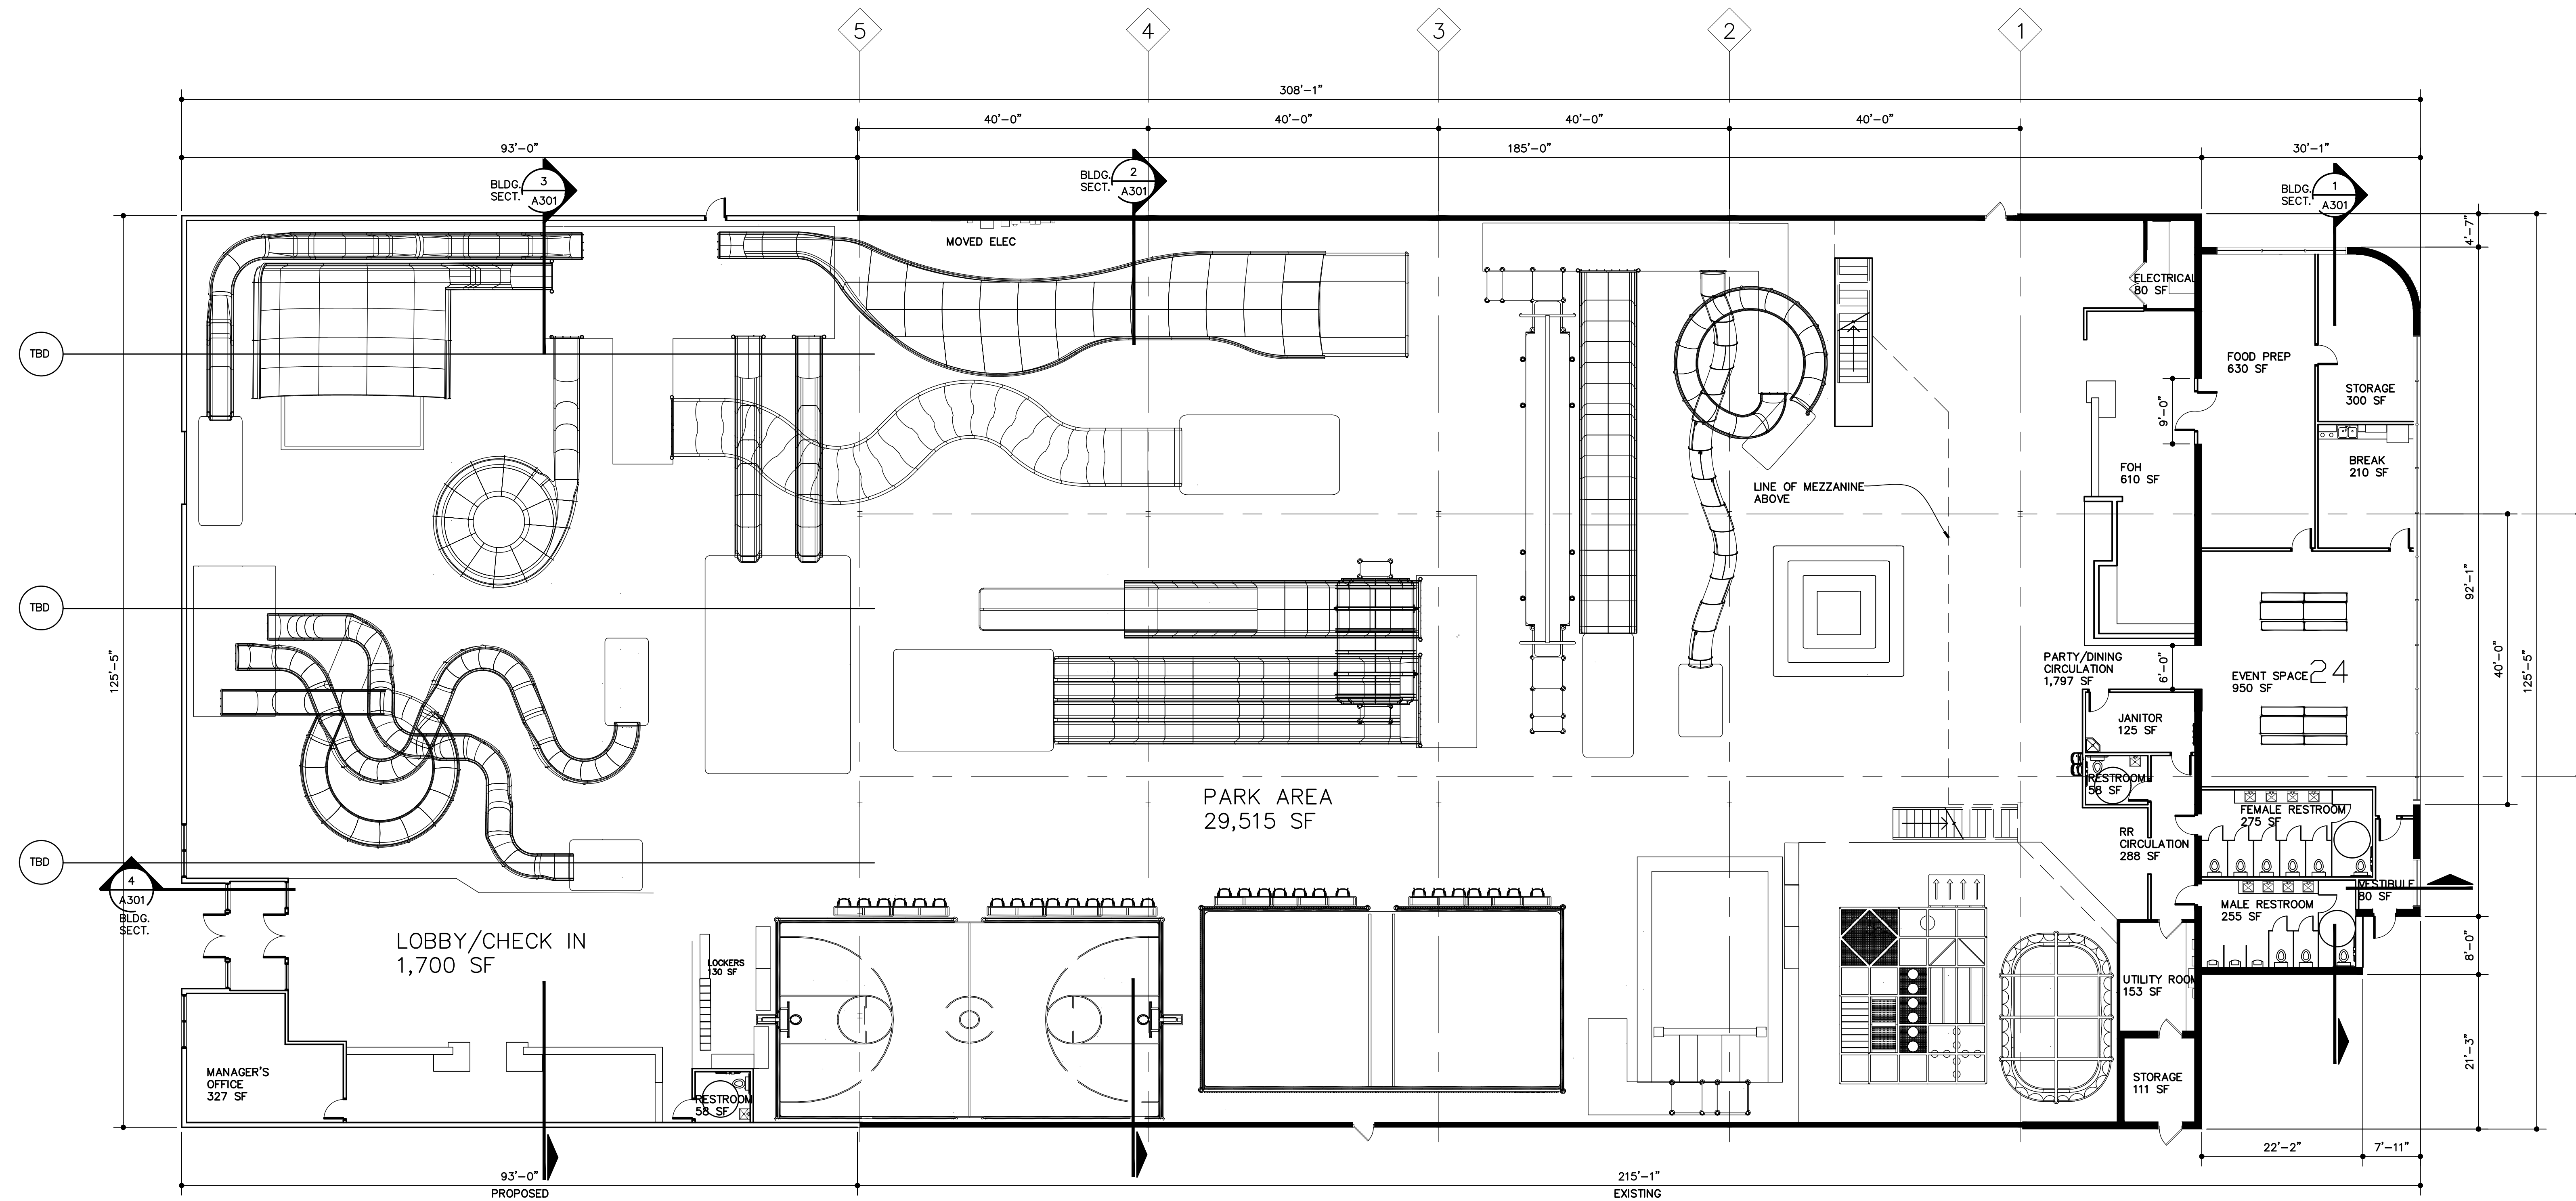 5
4
3
2
1
308'-1"
40'-0"
40'-0"
40'-0"
40'-0"
93'-0"
185'-0"
30'-1"
BLDG.
SECT.
3
A301
BLDG.
SECT.
2
A301
BLDG.
SECT.
1
A301
4'-7"
MOVED ELEC
ELECTRICAL
80 SF
TBD
FOOD PREP
630 SF
STORAGE
300 SF
9'-0"
BREAK
210 SF
FOH
610 SF
LINE OF MEZZANINE
ABOVE
TBD
92'-1"
40'-0"
125'-5"
125'-5"
PARTY/DINING
CIRCULATION
1,797 SF
6'-0"
EVENT SPACE
950 SF
24
JANITOR
125 SF
RESTROOM
58 SF
PARK AREA
29,515 SF
FEMALE RESTROOM
275 SF
RR
CIRCULATION
288 SF
TBD
4
A301
BLDG.
SECT.
VESTIBULE
80 SF
MALE RESTROOM
255 SF
LOBBY/CHECK IN
1,700 SF
LOCKERS
130 SF
8'-0"
UTILITY ROOM
153 SF
21'-3"
MANAGER'S
OFFICE
327 SF
RESTROOM
58 SF
STORAGE
111 SF
22'-2"
7'-11"
93'-0"
PROPOSED
215'-1"
EXISTING